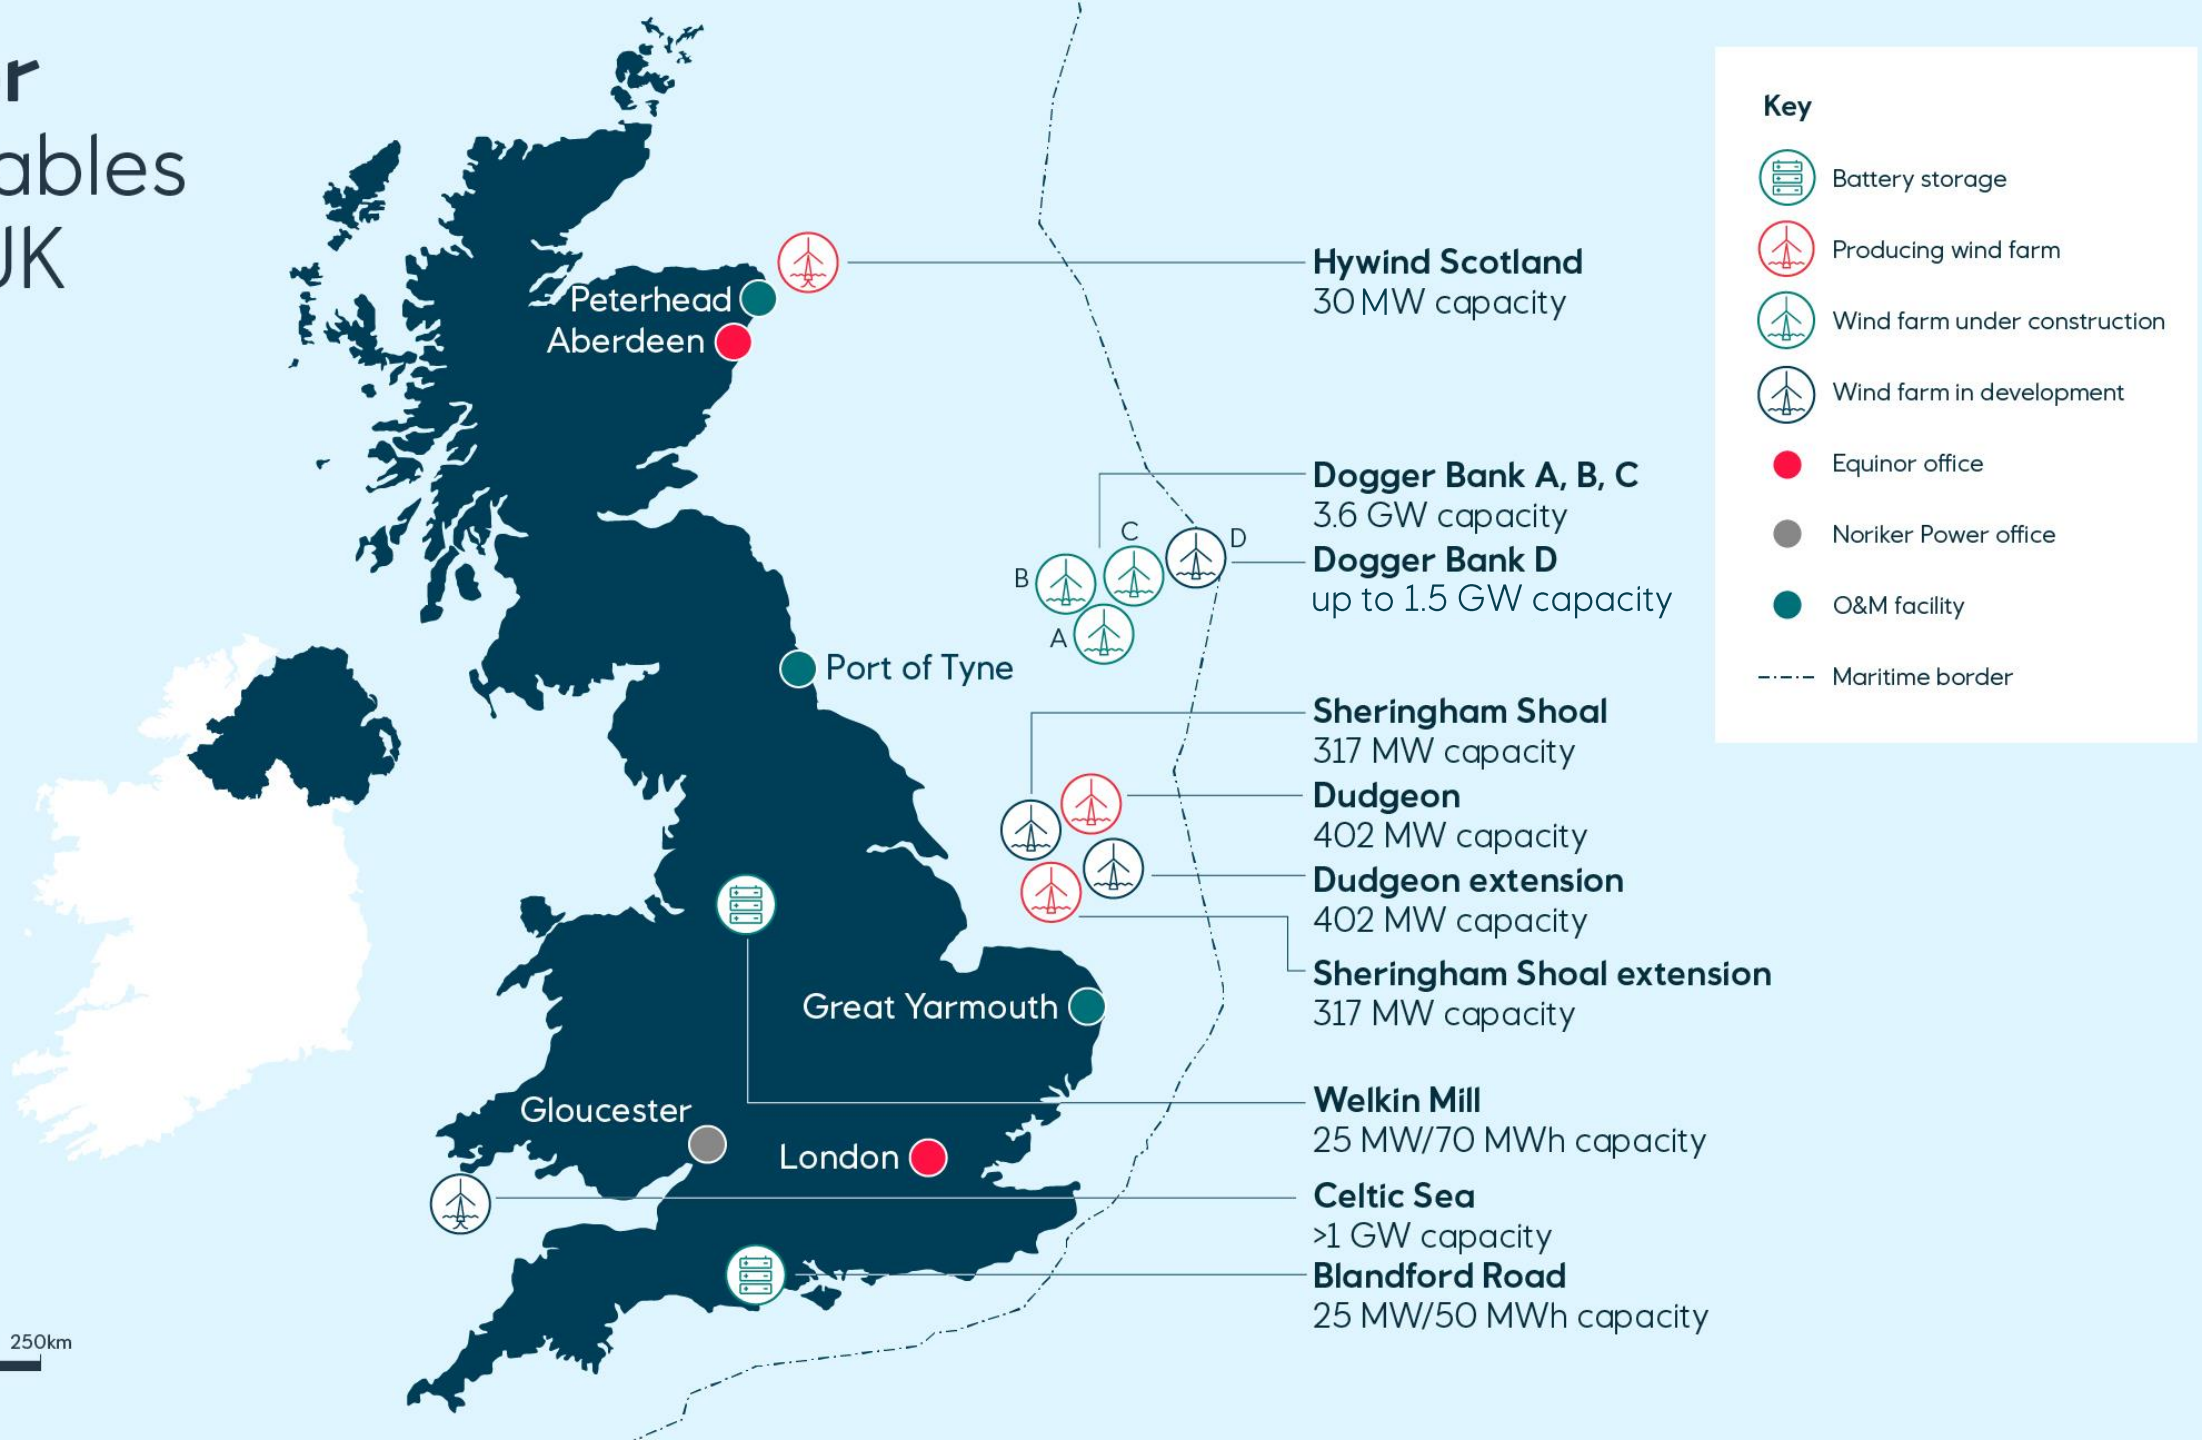 r
ables
UK
Peterhead
Aberdeen
Port of Tyne
Great Yarmouth
Gloucester
London
B
C
D
A
Hywind Scotland
30 MW capacity
Dogger Bank A, B, C
3.6 GW capacity
Dogger Bank D
up to 1.5 GW capacity
Sheringham Shoal
317 MW capacity
Dudgeon
402 MW capacity
Dudgeon extension
402 MW capacity
Sheringham Shoal extension
317 MW capacity
Welkin Mill
25 MW/70 MWh capacity
Celtic Sea
>1 GW capacity
Blandford Road
25 MW/50 MWh capacity
250km
Key
Battery storage
Producing wind farm
Wind farm under construction
Wind farm in development
Equinor office
Noriker Power office
O&M facility
Maritime border